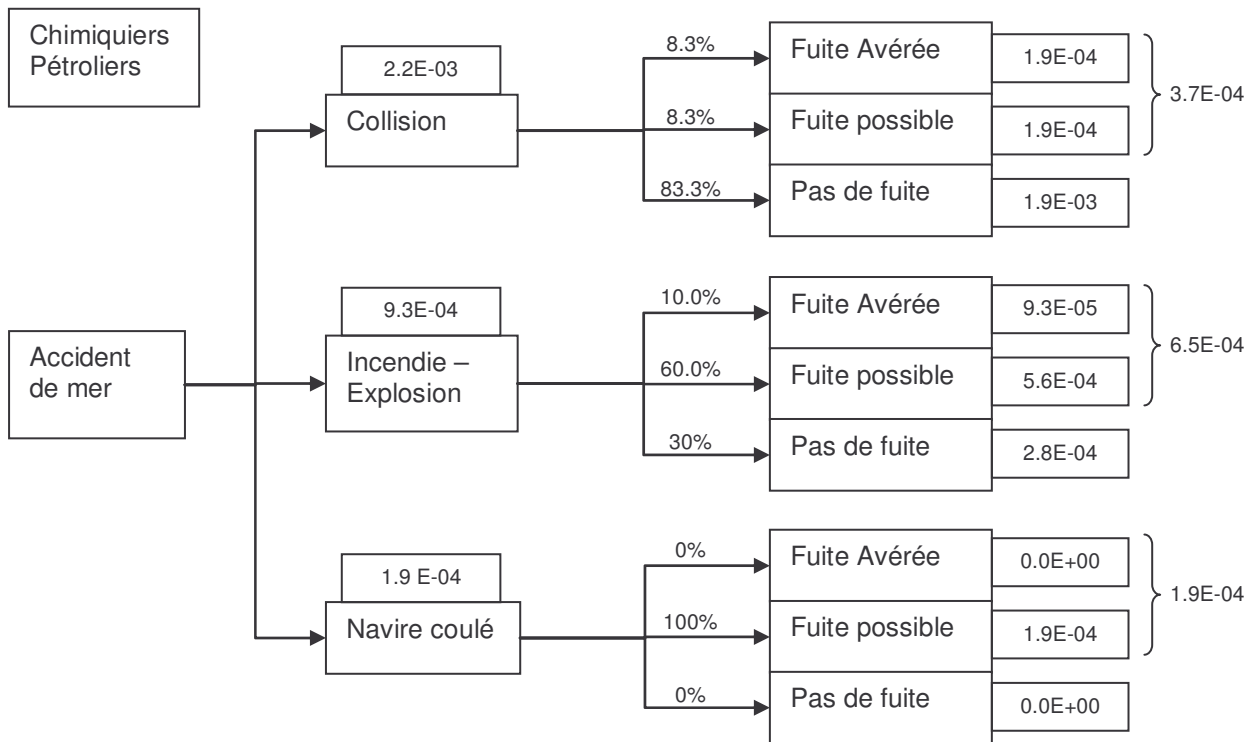 Chimiquiers
Pétroliers
2.2E-03
Collision
8.3%
Fuite Avérée
1.9E-04
8.3%
Fuite possible
1.9E-04
3.7E-04
83.3%
Pas de fuite
1.9E-03
Accident
de mer
9.3E-04
Incendie –
Explosion
10.0%
Fuite Avérée
9.3E-05
60.0%
Fuite possible
5.6E-04
6.5E-04
30%
Pas de fuite
2.8E-04
1.9 E-04
Navire coulé
0%
Fuite Avérée
0.0E+00
100%
Fuite possible
1.9E-04
1.9E-04
0%
Pas de fuite
0.0E+00